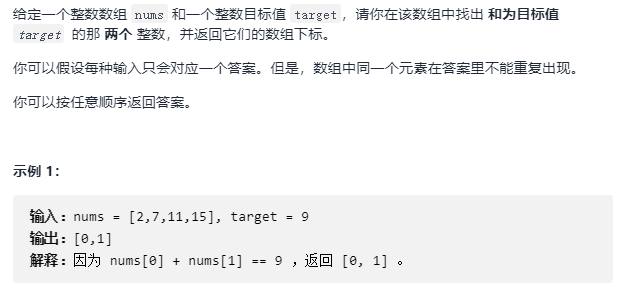 给定一个整数数组 nums 和一个整数目标值 target，请你在该数组中找出 和为目标值
target 的那 两个 整数，并返回它们的数组下标。
你可以假设每种输入只会对应一个答案。但是，数组中同一个元素在答案里不能重复出现。
你可以按任意顺序返回答案。
示例 1：
输入：nums = [2,7,11,15], target = 9
输出：[0,1]
解释：因为 nums[0] + nums[1] == 9 ，返回 [0, 1] 。